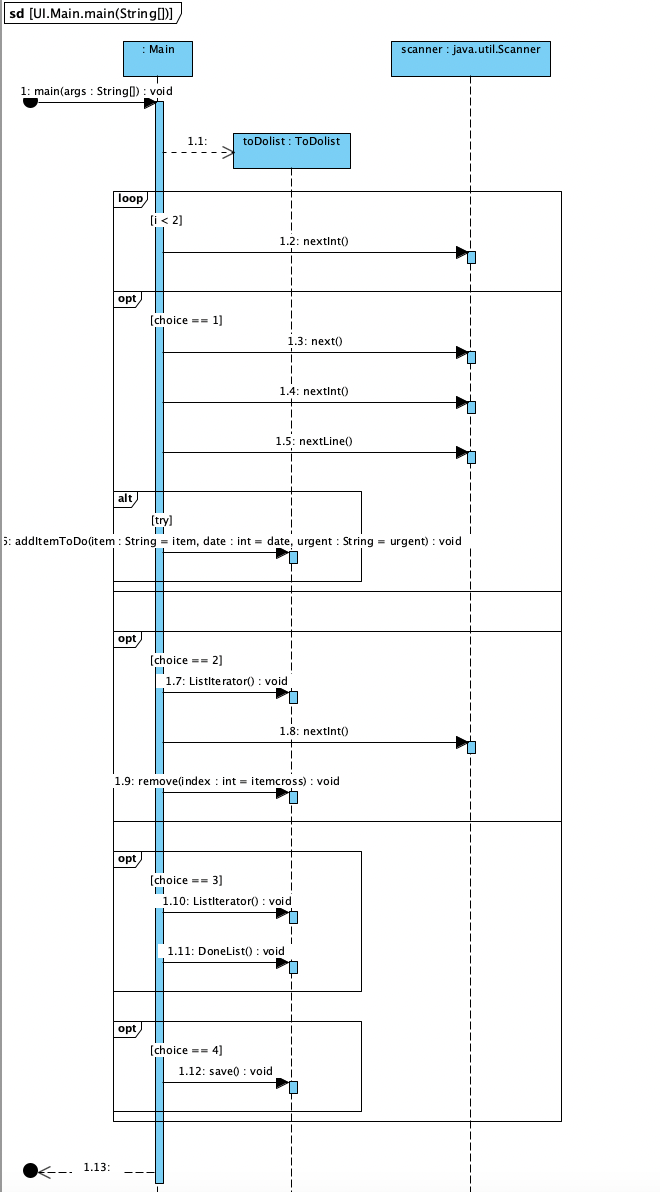 sd [UI.Main.main(String[])]
: Main
scanner : java.util.Scanner
1: main(args : String[]) : void
1.1:
toDolist : ToDolist
loop
[i < 2]
1.2: nextInt()
opt
[choice == 1]
1.3: next()
1.4: nextInt()
1.5: nextLine()
alt
[try]
6: addItemToDo(item : String = item, date : int = date, urgent : String = urgent) : void
opt
[choice == 2]
1.7: ListIterator() : void
1.8: nextInt()
1.9: remove(index : int = itemcross) : void
opt
[choice == 3]
1.10: ListIterator() : void
1.11: DoneList() : void
opt
[choice == 4]
1.12: save() : void
1.13: